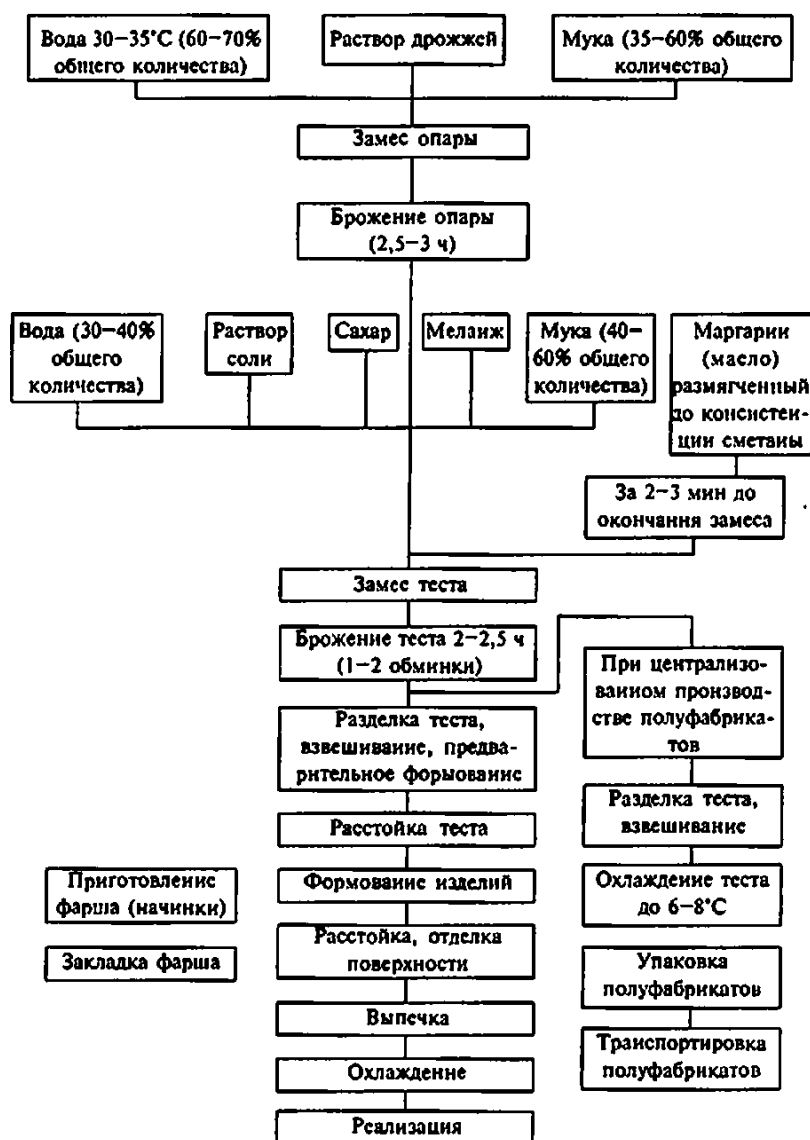 Вода 30−35°С (60−70%
общего количества)
Раствор дрожжей
Мука (35−60% общего
количества)
Замес опары
Брожение опары
(2,5−3 ч)
Вода (30−40%
общего
количества)
Раствор
соли
Сахар
Меланж
Мука (40−
60% общего
количества)
Маргарин
(масло)
размягченный
до консистен-
ции сметаны
За 2−3 мин до
окончания замеса
Замес теста
Брожение теста 2−2,5 ч
(1−2 обминки)
При централизо-
ванном производ-
стве полуфабрика-
тов
Разделка теста,
взвешивание, предва-
рительное формование
Разделка теста,
взвешивание
Расстойка теста
Приготовление
фарша (начинки)
Формование изделий
Охлаждение теста
до 6−8°С
Закладка фарша
Расстойка, отделка
поверхности
Упаковка
полуфабрикатов
Выпечка
Транспортировка
полуфабрикатов
Охлаждение
Реализация